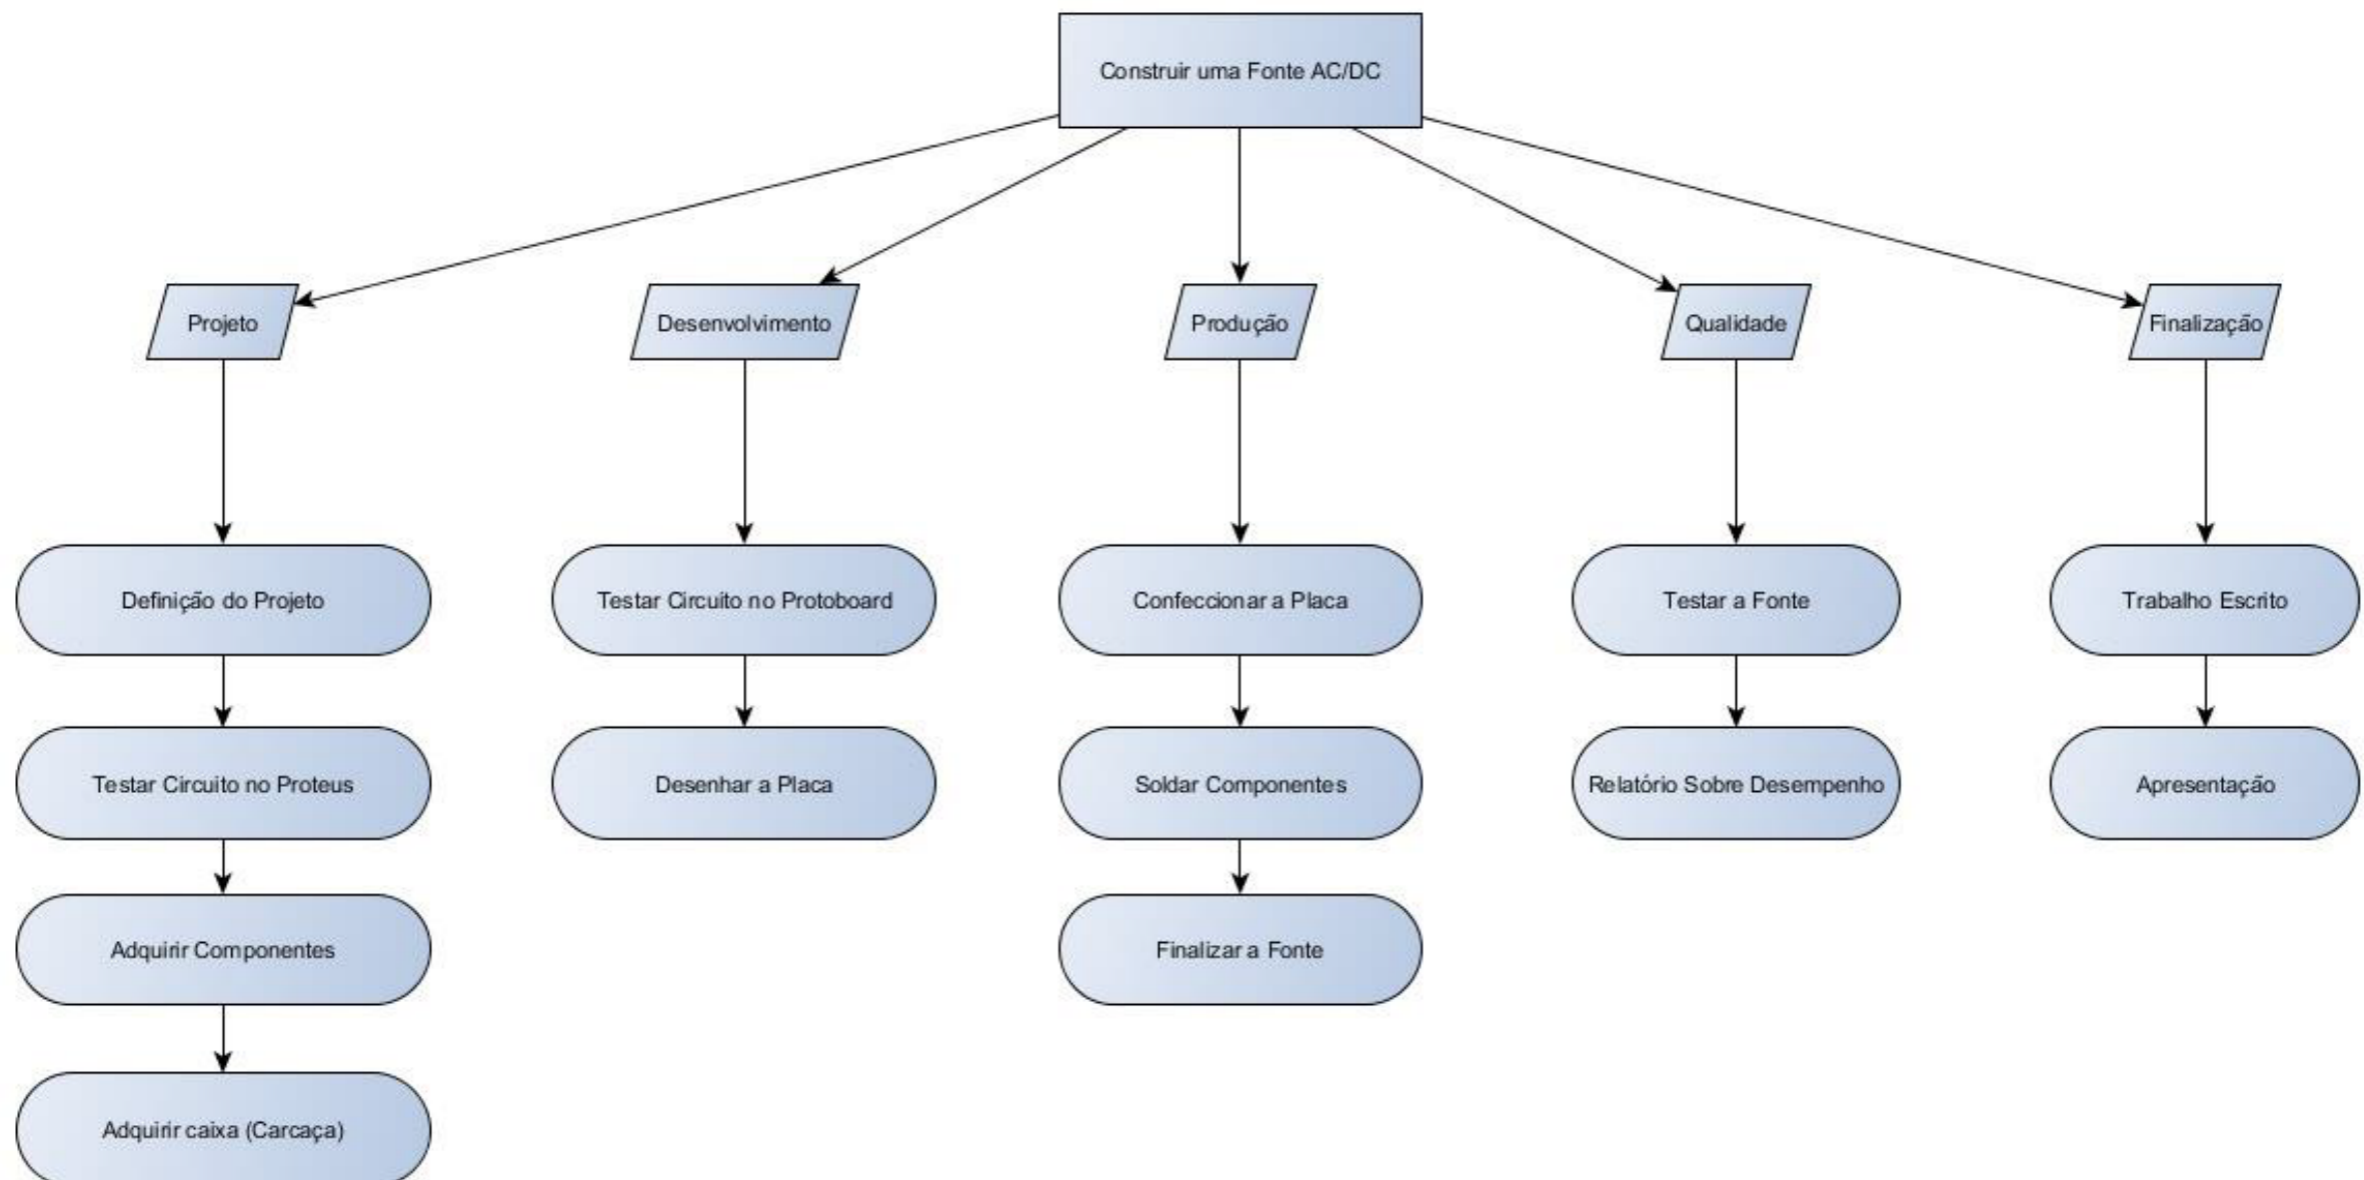 Construir uma Fonte AC/DC
Projeto
Desenvolvimento
Produção
Qualidade
Finalização
Definição do Projeto
Testar Circuito no Protoboard
Confeccionar a Placa
Testar a Fonte
Trabalho Escrito
Testar Circuito no Proteus
Desenhar a Placa
Soldar Componentes
Relatório Sobre Desempenho
Apresentação
Adquirir Componentes
Finalizar a Fonte
Adquirir caixa (Carcaça)